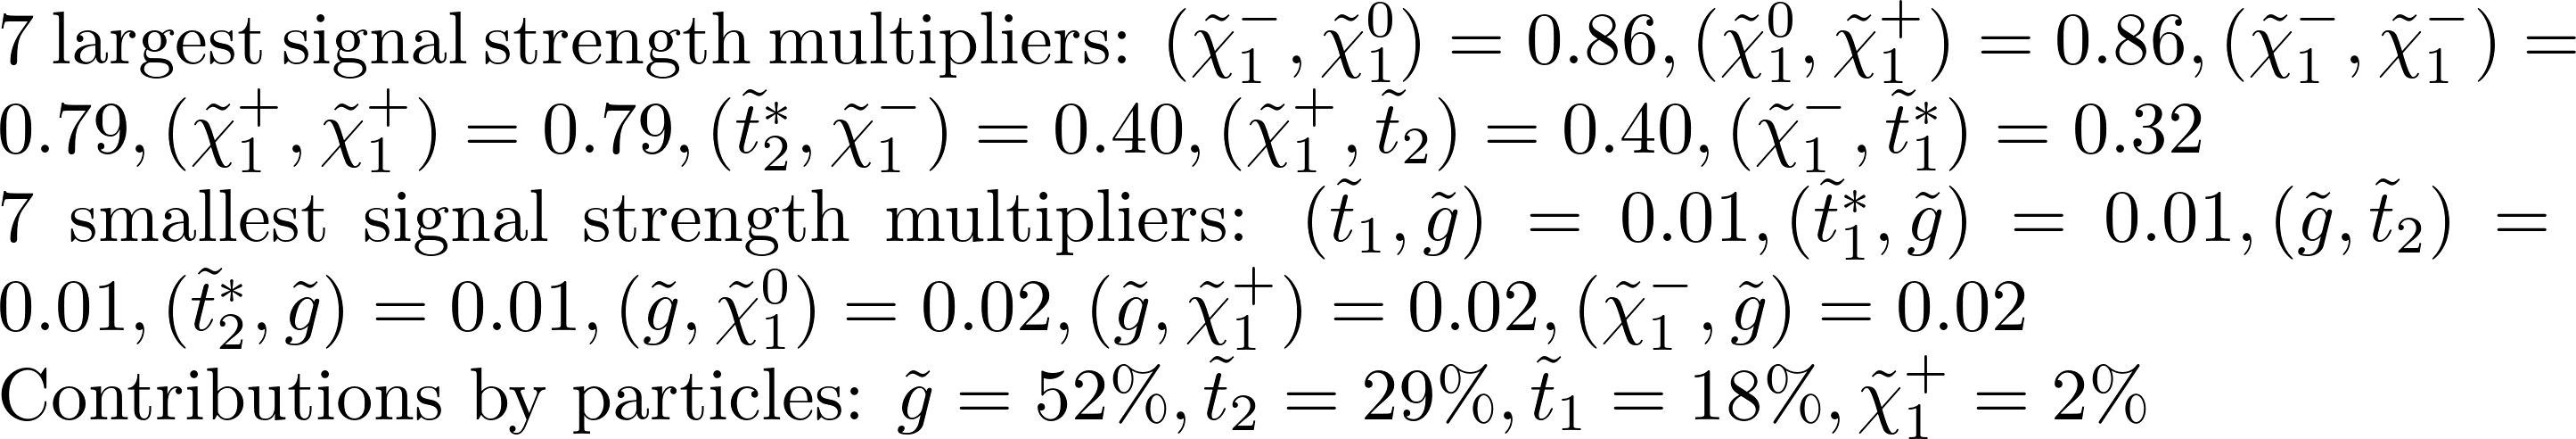 7 largest signal strength multipliers: $(\tilde{\chi}_1^-, \tilde{\chi}_1^0) = 0.86, (\tilde{\chi}_1^0, \tilde{\chi}_1^+) = 0.86, (\tilde{\chi}_1^-, \tilde{\chi}_1^-) =$
$0.79, (\tilde{\chi}_1^+, \tilde{\chi}_1^+) = 0.79, (\tilde{t}_2^*, \tilde{\chi}_1^-) = 0.40, (\tilde{\chi}_1^+, \tilde{t}_2) = 0.40, (\tilde{\chi}_1^-, \tilde{t}_1^*) = 0.32$
7 smallest signal strength multipliers: $(\tilde{t}_1, \tilde{g}) = 0.01, (\tilde{t}_1^*, \tilde{g}) = 0.01, (\tilde{g}, \tilde{t}_2) =$
$0.01, (\tilde{t}_2^*, \tilde{g}) = 0.01, (\tilde{g}, \tilde{\chi}_1^0) = 0.02, (\tilde{g}, \tilde{\chi}_1^+) = 0.02, (\tilde{\chi}_1^-, \tilde{g}) = 0.02$
Contributions by particles: $\tilde{g} = 52\%, \tilde{t}_2 = 29\%, \tilde{t}_1 = 18\%, \tilde{\chi}_1^+ = 2\%$